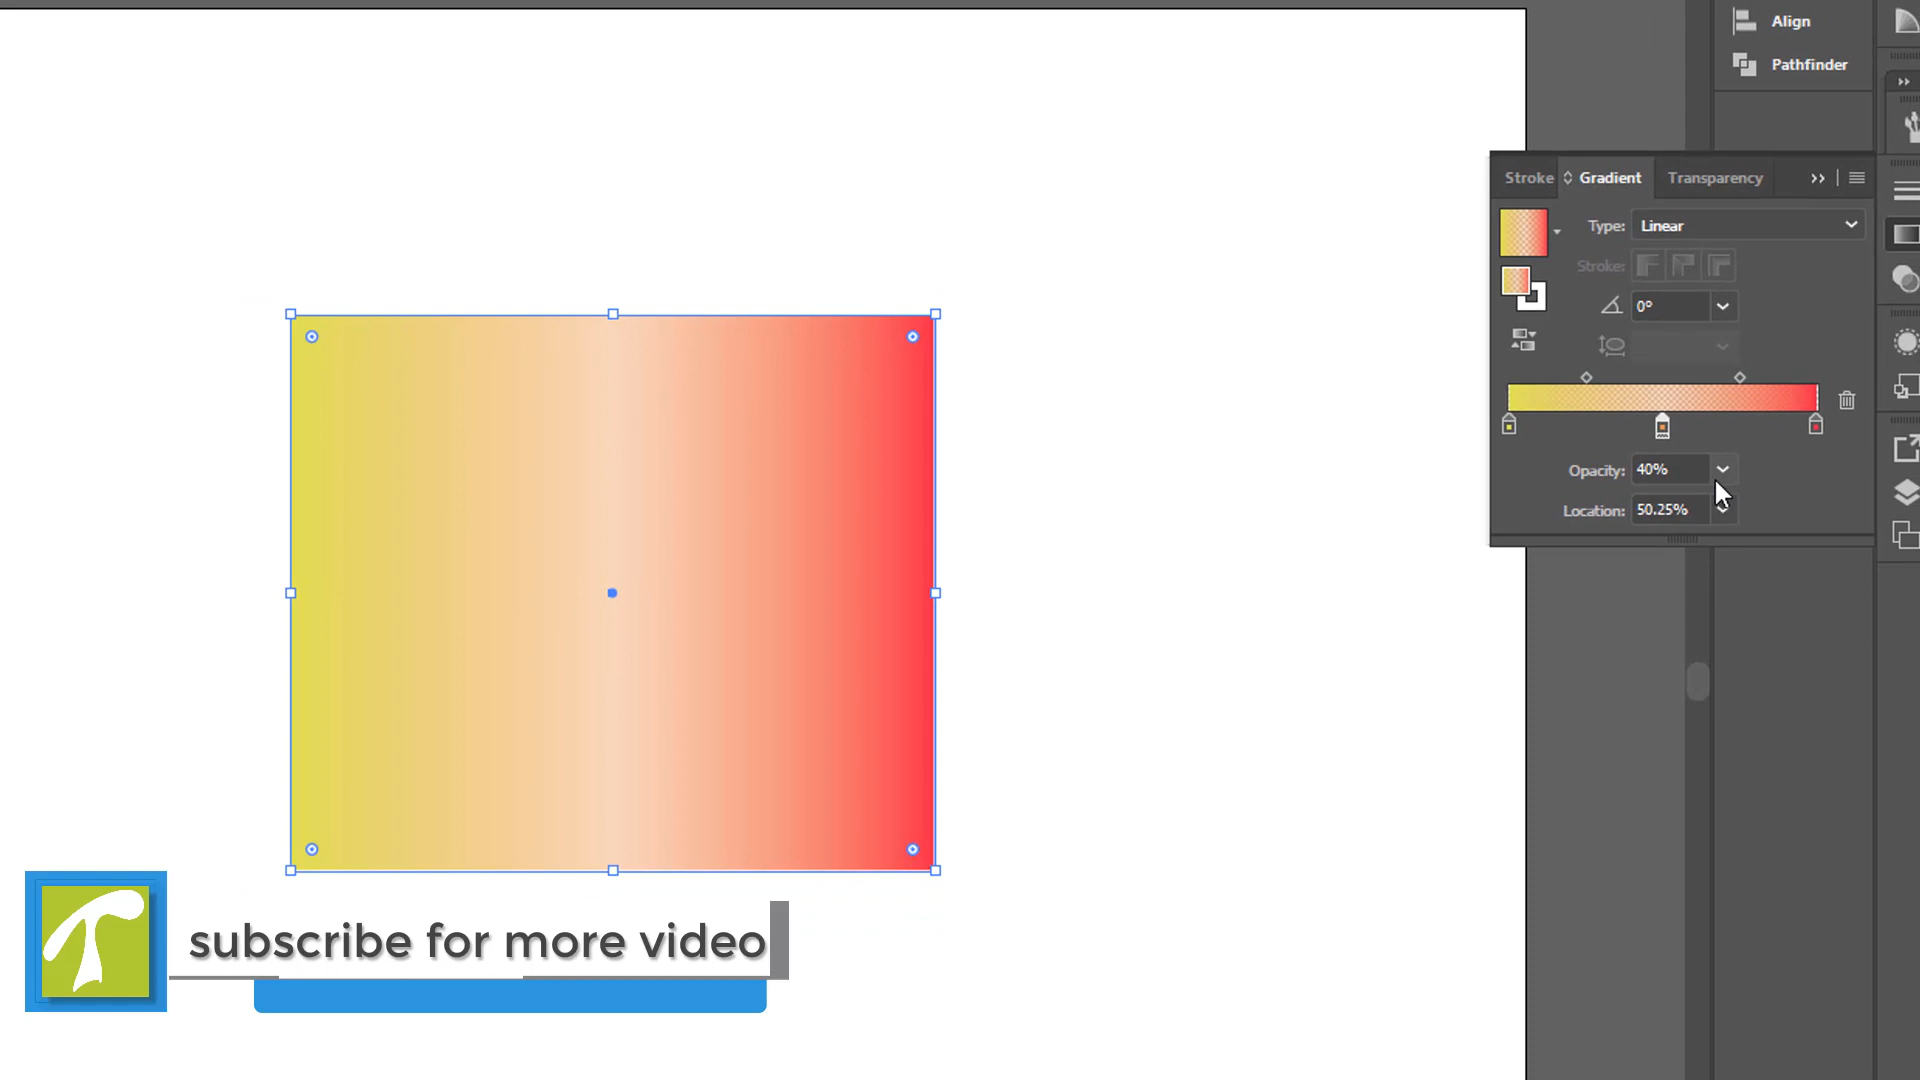 Align
Pathfinder
Stroke Gradient Transparency
Type: Linear
Stroke:
0°
Opacity: 40%
Location: 50.25%
subscribe for more video